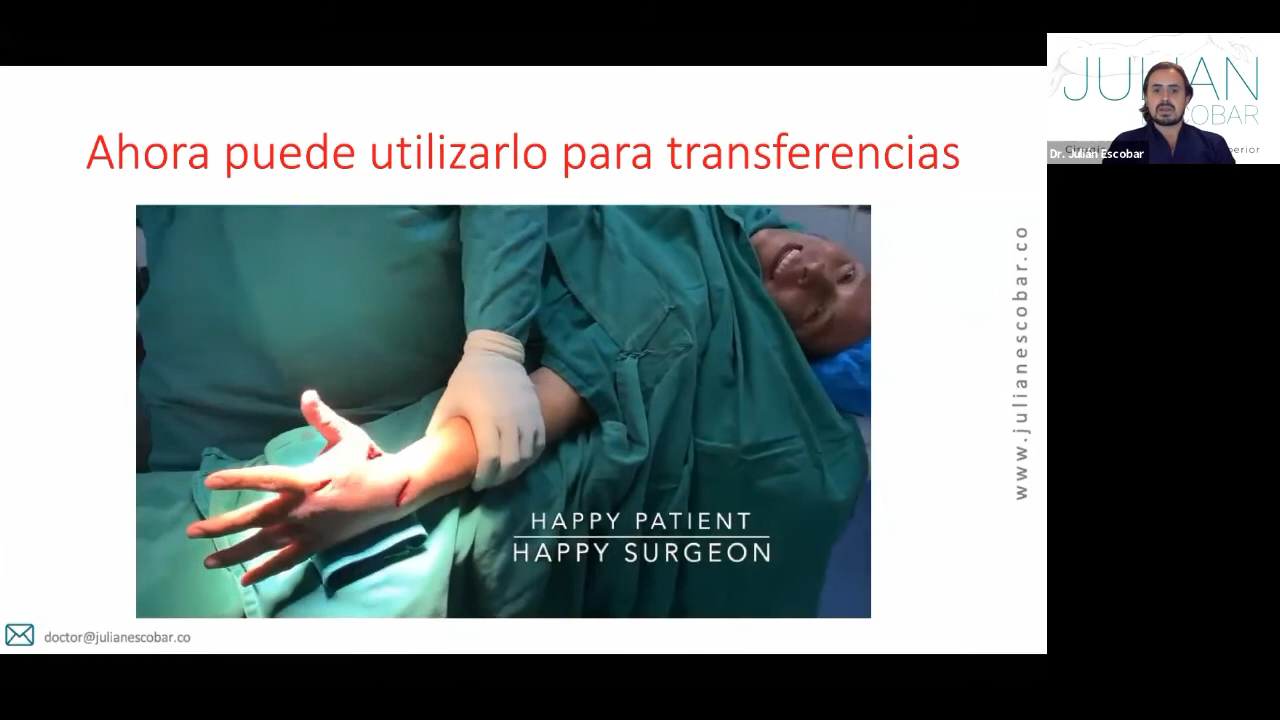 Ahora puede utilizarlo para transferencias
HAPPY PATIENT
HAPPY SURGEON
www.julianescobar.co
doctor@julianescobar.co
Dr. Julián Escobar